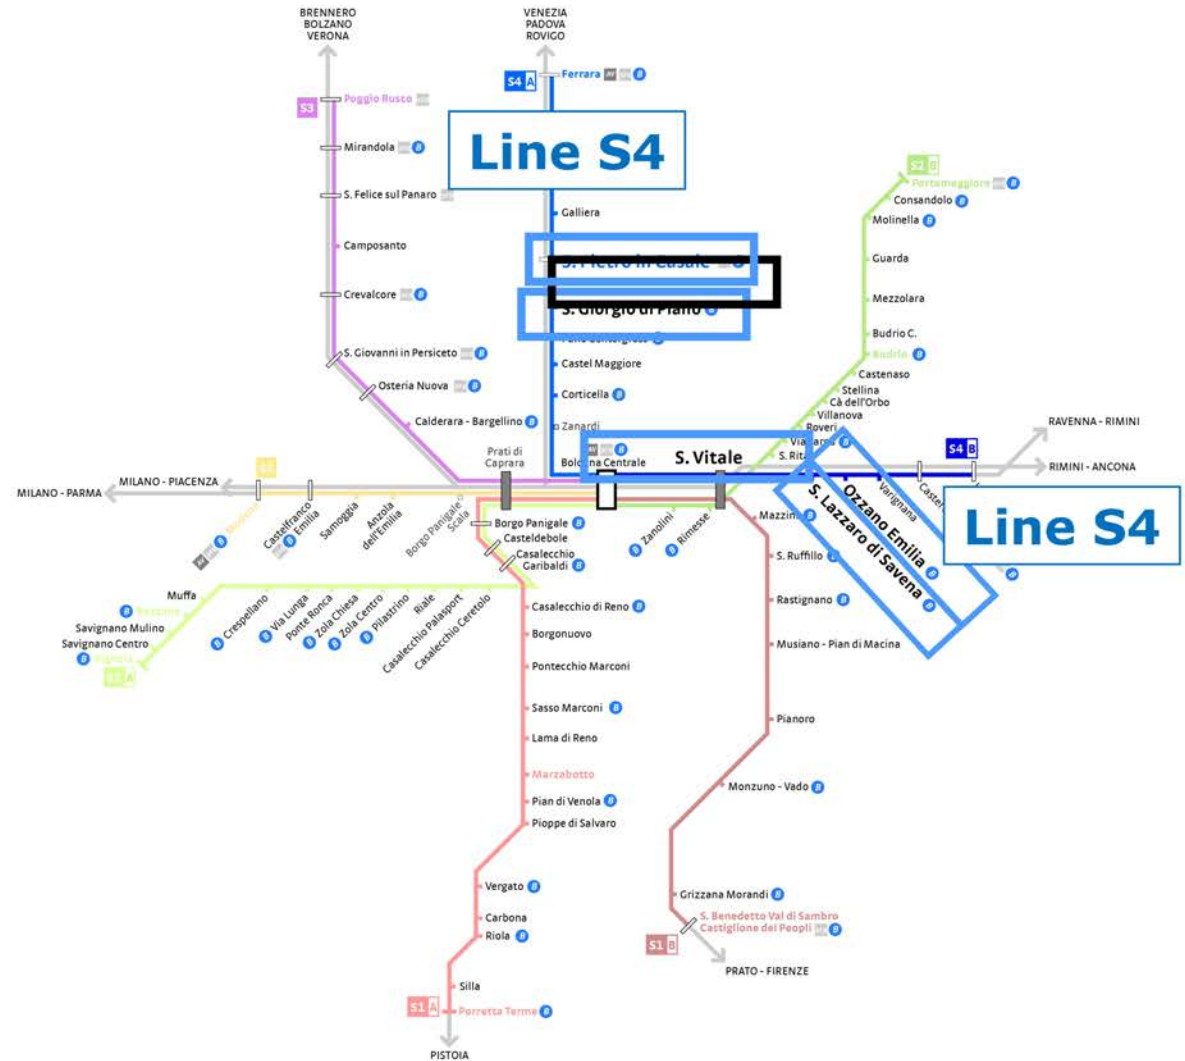 BRENNERO
BOLZANO
VERONA
VENEZIA
PADOVA
ROVIGO
S4 A
Ferrara
B
S3
Poggio Rusco
Line S4
Mirandola
B
S. Felice sul Panaro
Galliera
Camposanto
S. Pietro in Casale
Crevalcore
B
S. Giorgio di Piano
B
S. Giovanni in Persiceto
B
Castel Maggiore
Osteria Nuova
B
Corticella
B
Calderara - Bargellino
B
Zanardi
Prati di
Caprara
Bologna Centrale
B
S. Vitale
S2 B
Portomaggiore
B
Consandolo
B
Molinella
B
Guarda
Mezzolara
Budrio C.
Budrio
B
Castenaso
Stellina
Cà dell'Orbo
Villanova
Roveri
B
S. Rita
RAVENNA - RIMINI
S4 B
RIMINI - ANCONA
MILANO - PIACENZA
MILANO - PARMA
Modena
B
Castelfranco
Emilia
B
Samoggia
Anzola
dell'Emilia
Borgo Panigale
Scala
Borgo Panigale
B
Casteldebole
Casalecchio
Garibaldi
B
Zanolini
B
Rimesse
B
B
S. Lazzaro di Savena
B
Ozzano Emilia
B
Varignana
Line S4
B
S. Ruffillo
B
Rastignano
B
Musiano - Pian di Macina
Pianoro
Monzuno - Vado
B
Grizzana Morandi
B
S. Benedetto Val di Sambro
Castiglione dei Pepoli
B
S1 B
PRATO - FIRENZE
Muffa
Bazzano
B
Savignano Mulino
Savignano Centro
Vignola
B
S2 A
Crespellano
B
Via Lunga
B
Ponte Ronca
Zola Chiesa
B
Zola Centro
B
Pilastrino
B
Riale
Casalecchio Palasport
Casalecchio Ceretolo
Casalecchio di Reno
B
Borgonuovo
Pontecchio Marconi
Sasso Marconi
B
Lama di Reno
Marzabotto
Pian di Venola
B
Pioppe di Salvaro
Vergato
B
Carbona
Riola
B
Silla
S1 A
Porretta Terme
B
PISTOIA